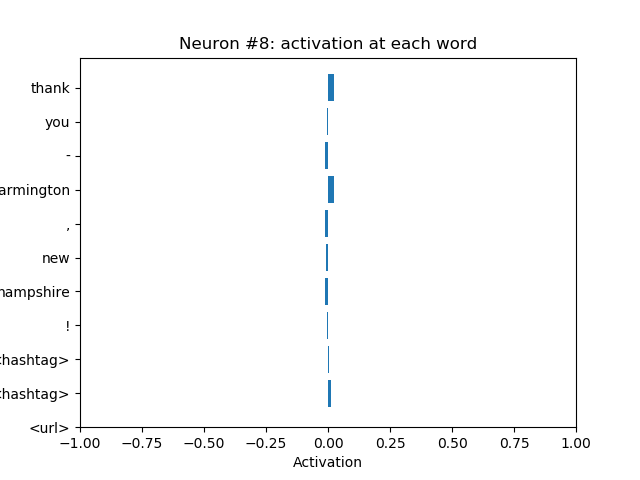 Neuron #8: activation at each word
thank
you
-
armington
,
new
hampshire
!
<hashtag>
<hashtag>
<url>
−1.00 −0.75 −0.50 −0.25 0.00 0.25 0.50 0.75 1.00
Activation